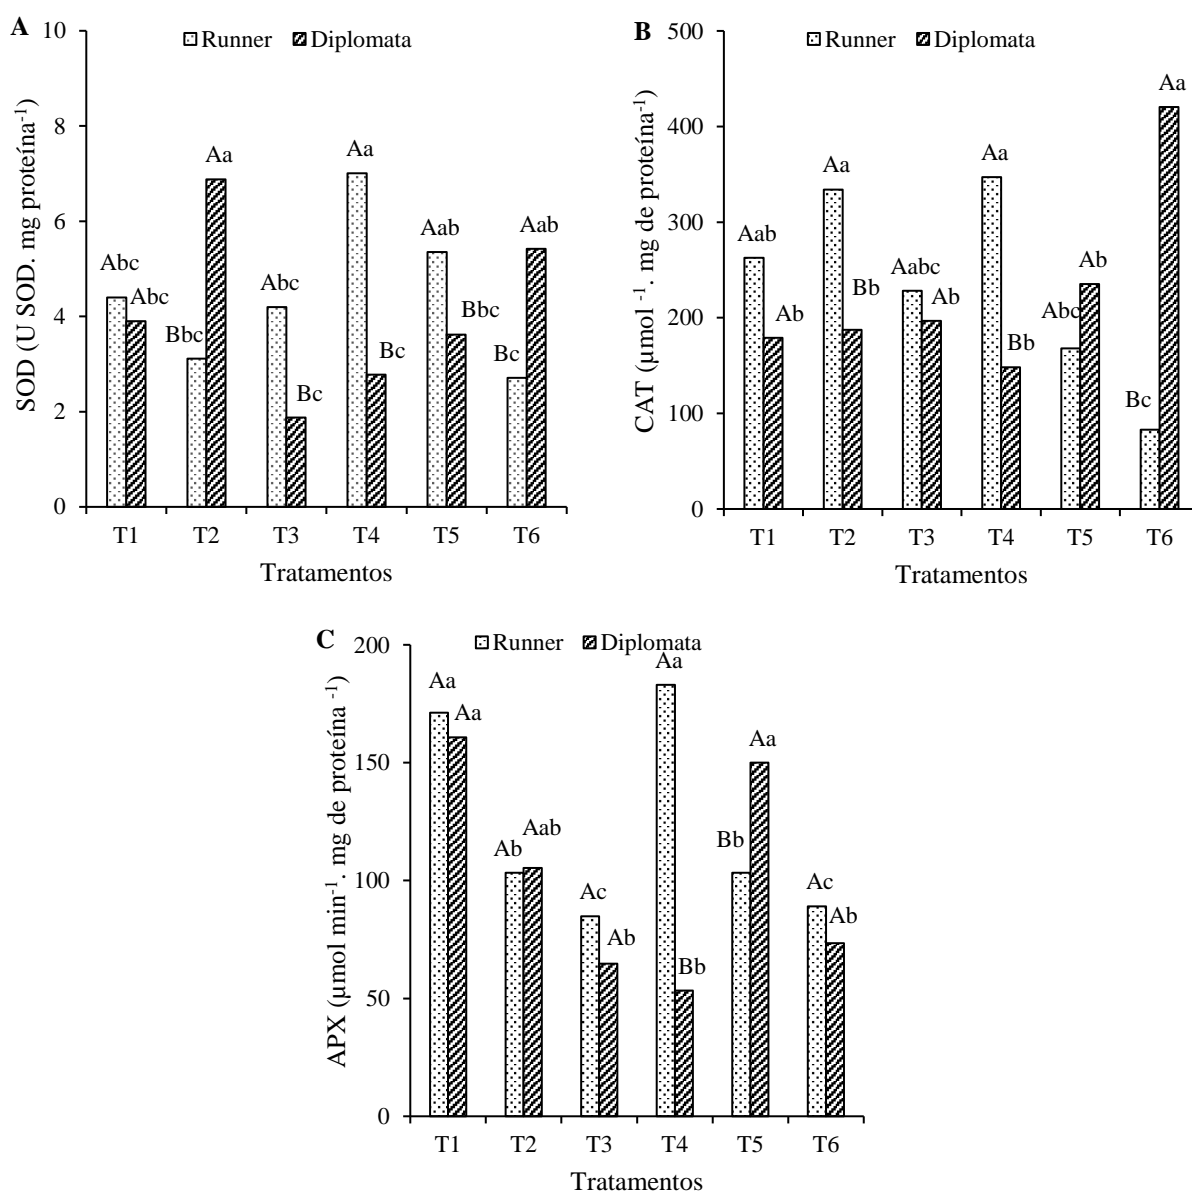 A
Runner Diplomata
SOD (U SOD. mg proteína-1)
10
8
6
4
2
0
Abc
Abc
Bbc
Aa
Abc
Bc
Aa
Bc
Aab
Bbc
Bc
Aab
T1 T2 T3 T4 T5 T6
Tratamentos
B
Runner Diplomata
CAT (µmol -1. mg de proteína-1)
500
400
300
200
100
0
Aab
Ab
Aa
Bb
Aabc
Ab
Aa
Bb
Abc
Ab
Bc
Aa
T1 T2 T3 T4 T5 T6
Tratamentos
C
Runner Diplomata
APX (µmol min-1. mg de proteína -1)
200
150
100
50
0
Aa
Aa
Ab
Aab
Ac
Ab
Aa
Bb
Bb
Aa
Ac
Ab
T1 T2 T3 T4 T5 T6
Tratamentos